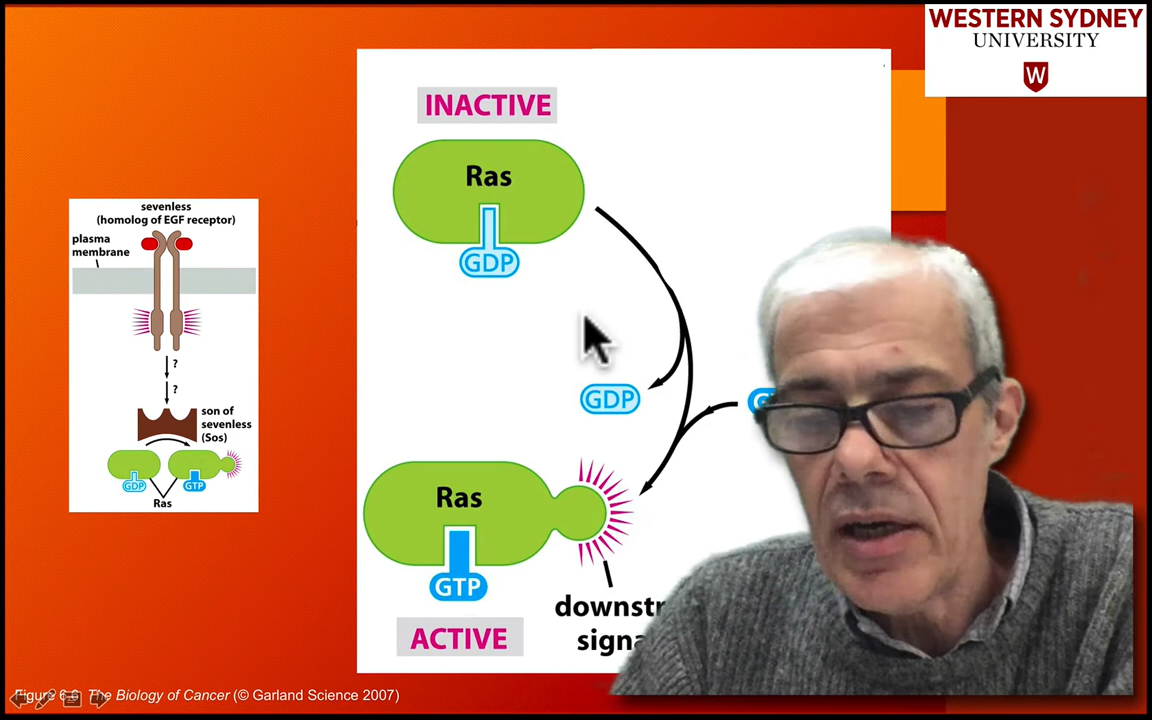 WESTERN SYDNEY
UNIVERSITY
W
INACTIVE
Ras
GDP
GDP
Ras
GTP
ACTIVE
sevenless
(homolog of EGF receptor)
plasma
membrane
?
?
son of
sevenless
(Sos)
GDP
GTP
Ras
The Biology of Cancer (© Garland Science 2007)